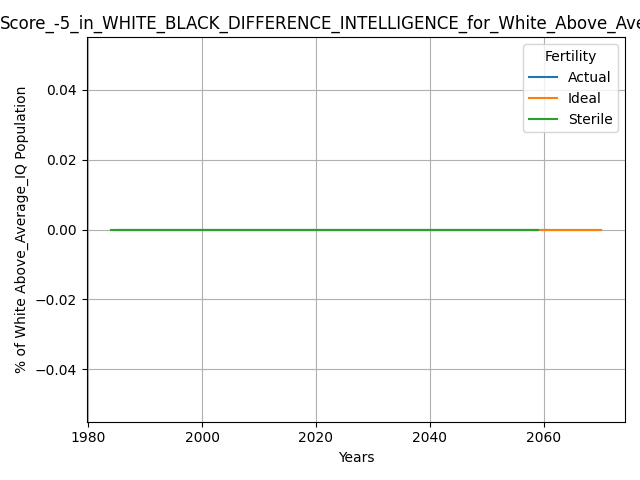 Score_-5_in_WHITE_BLACK_DIFFERENCE_INTELLIGENCE_for_White_Above_Ave
Fertility
Actual
Ideal
Sterile
% of White Above_Average_IQ Population
0.04
0.02
0.00
−0.02
−0.04
1980 2000 2020 2040 2060
Years